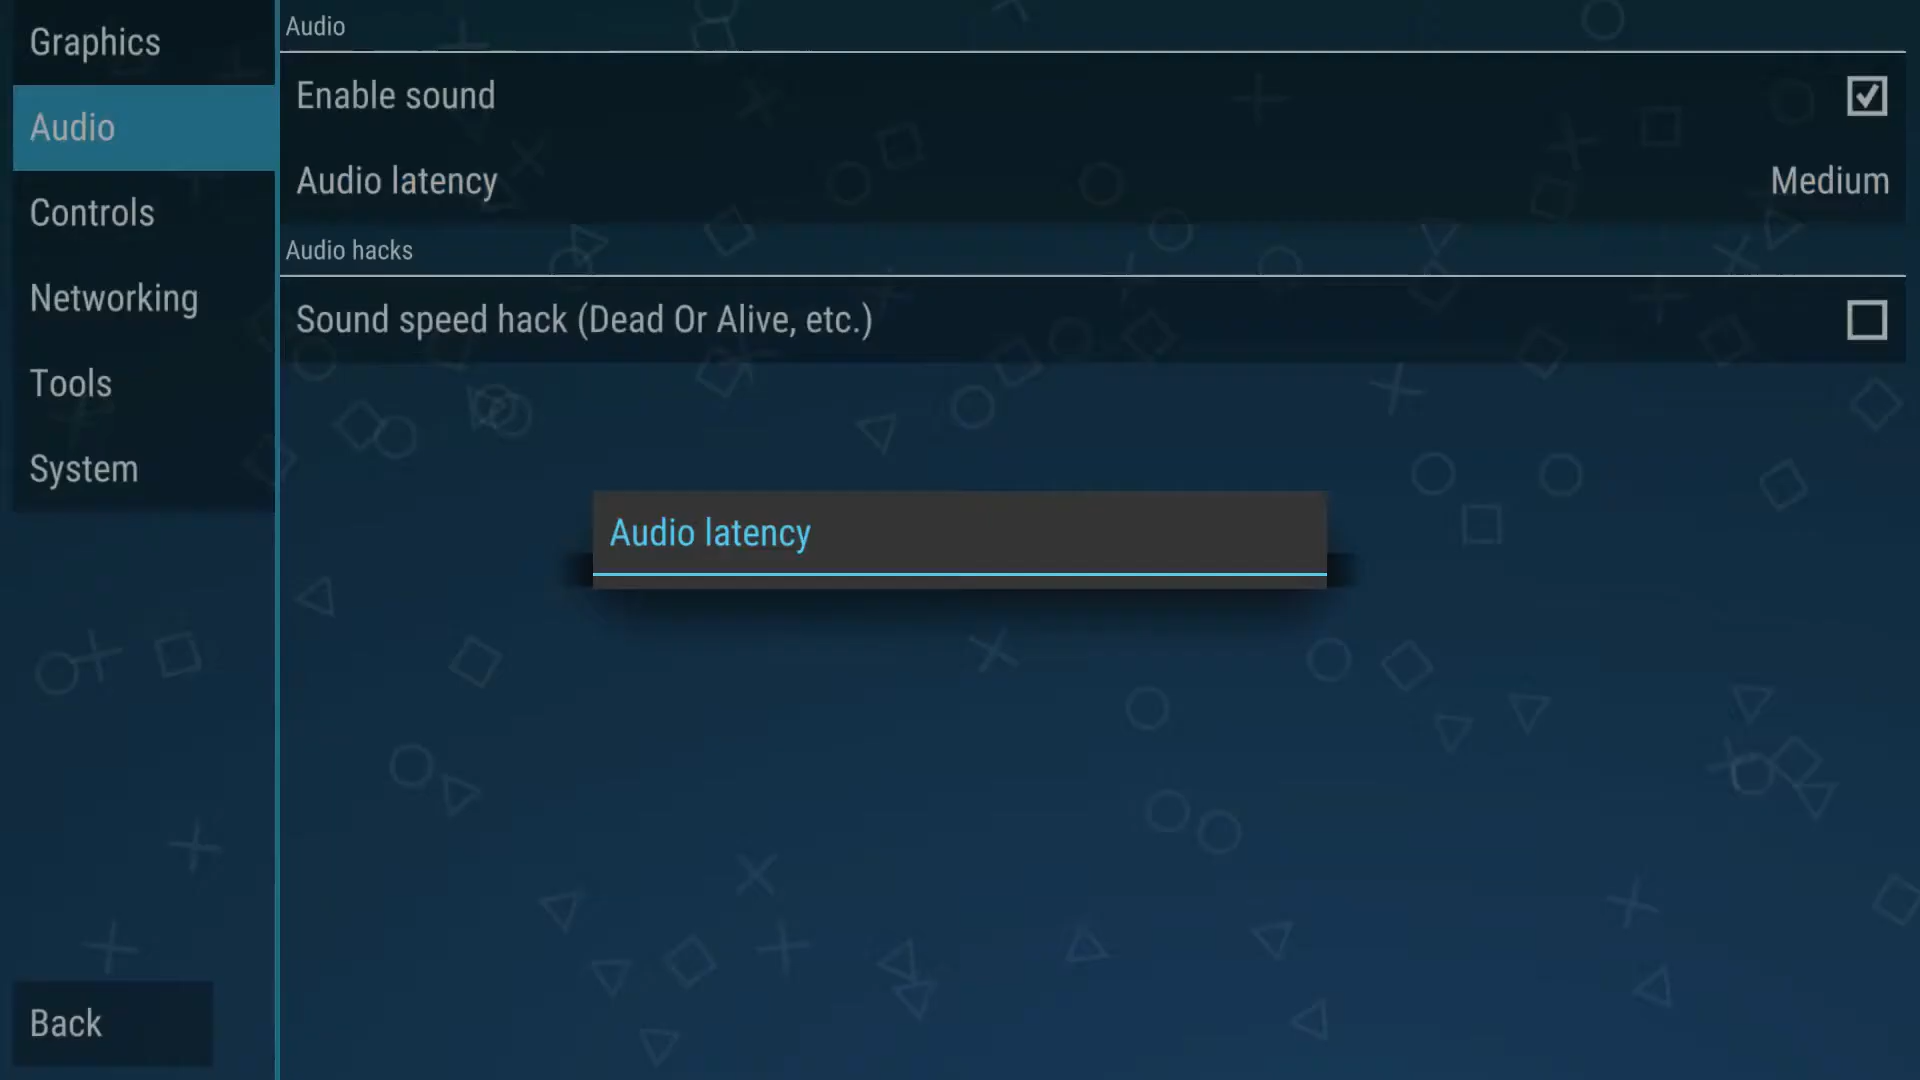 Graphics
Audio
Controls
Networking
Tools
System
Back
Audio
Enable sound
Audio latency Medium
Audio hacks
Sound speed hack (Dead Or Alive, etc.)
Audio latency